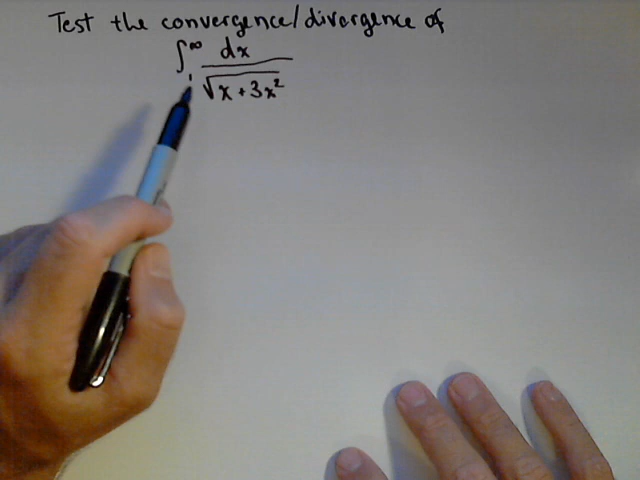 Test the convergence/divergence of
∫₁^∞ dx/√(x + 3x²)